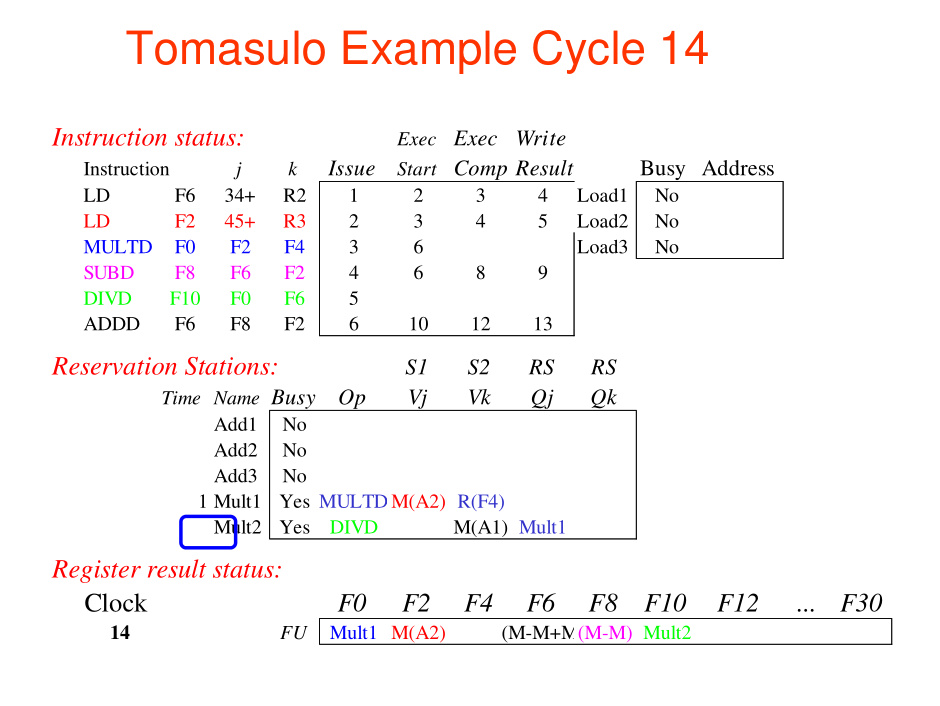 Tomasulo Example Cycle 14
Instruction status: Exec Exec Write
Instruction j k Issue Start Comp Result Busy Address
LD F6 34+ R2 1 2 3 4 Load1 No
LD F2 45+ R3 2 3 4 5 Load2 No
MULTD F0 F2 F4 3 6 Load3 No
SUBD F8 F6 F2 4 6 8 9
DIVD F10 F0 F6 5
ADDD F6 F8 F2 6 10 12 13
Reservation Stations: S1 S2 RS RS
Time Name Busy Op Vj Vk Qj Qk
Add1 No
Add2 No
Add3 No
1 Mult1 Yes MULTD M(A2) R(F4)
Mult2 Yes DIVD M(A1) Mult1
Register result status:
Clock F0 F2 F4 F6 F8 F10 F12 ... F30
14 FU Mult1 M(A2) (M-M+M (M-M) Mult2